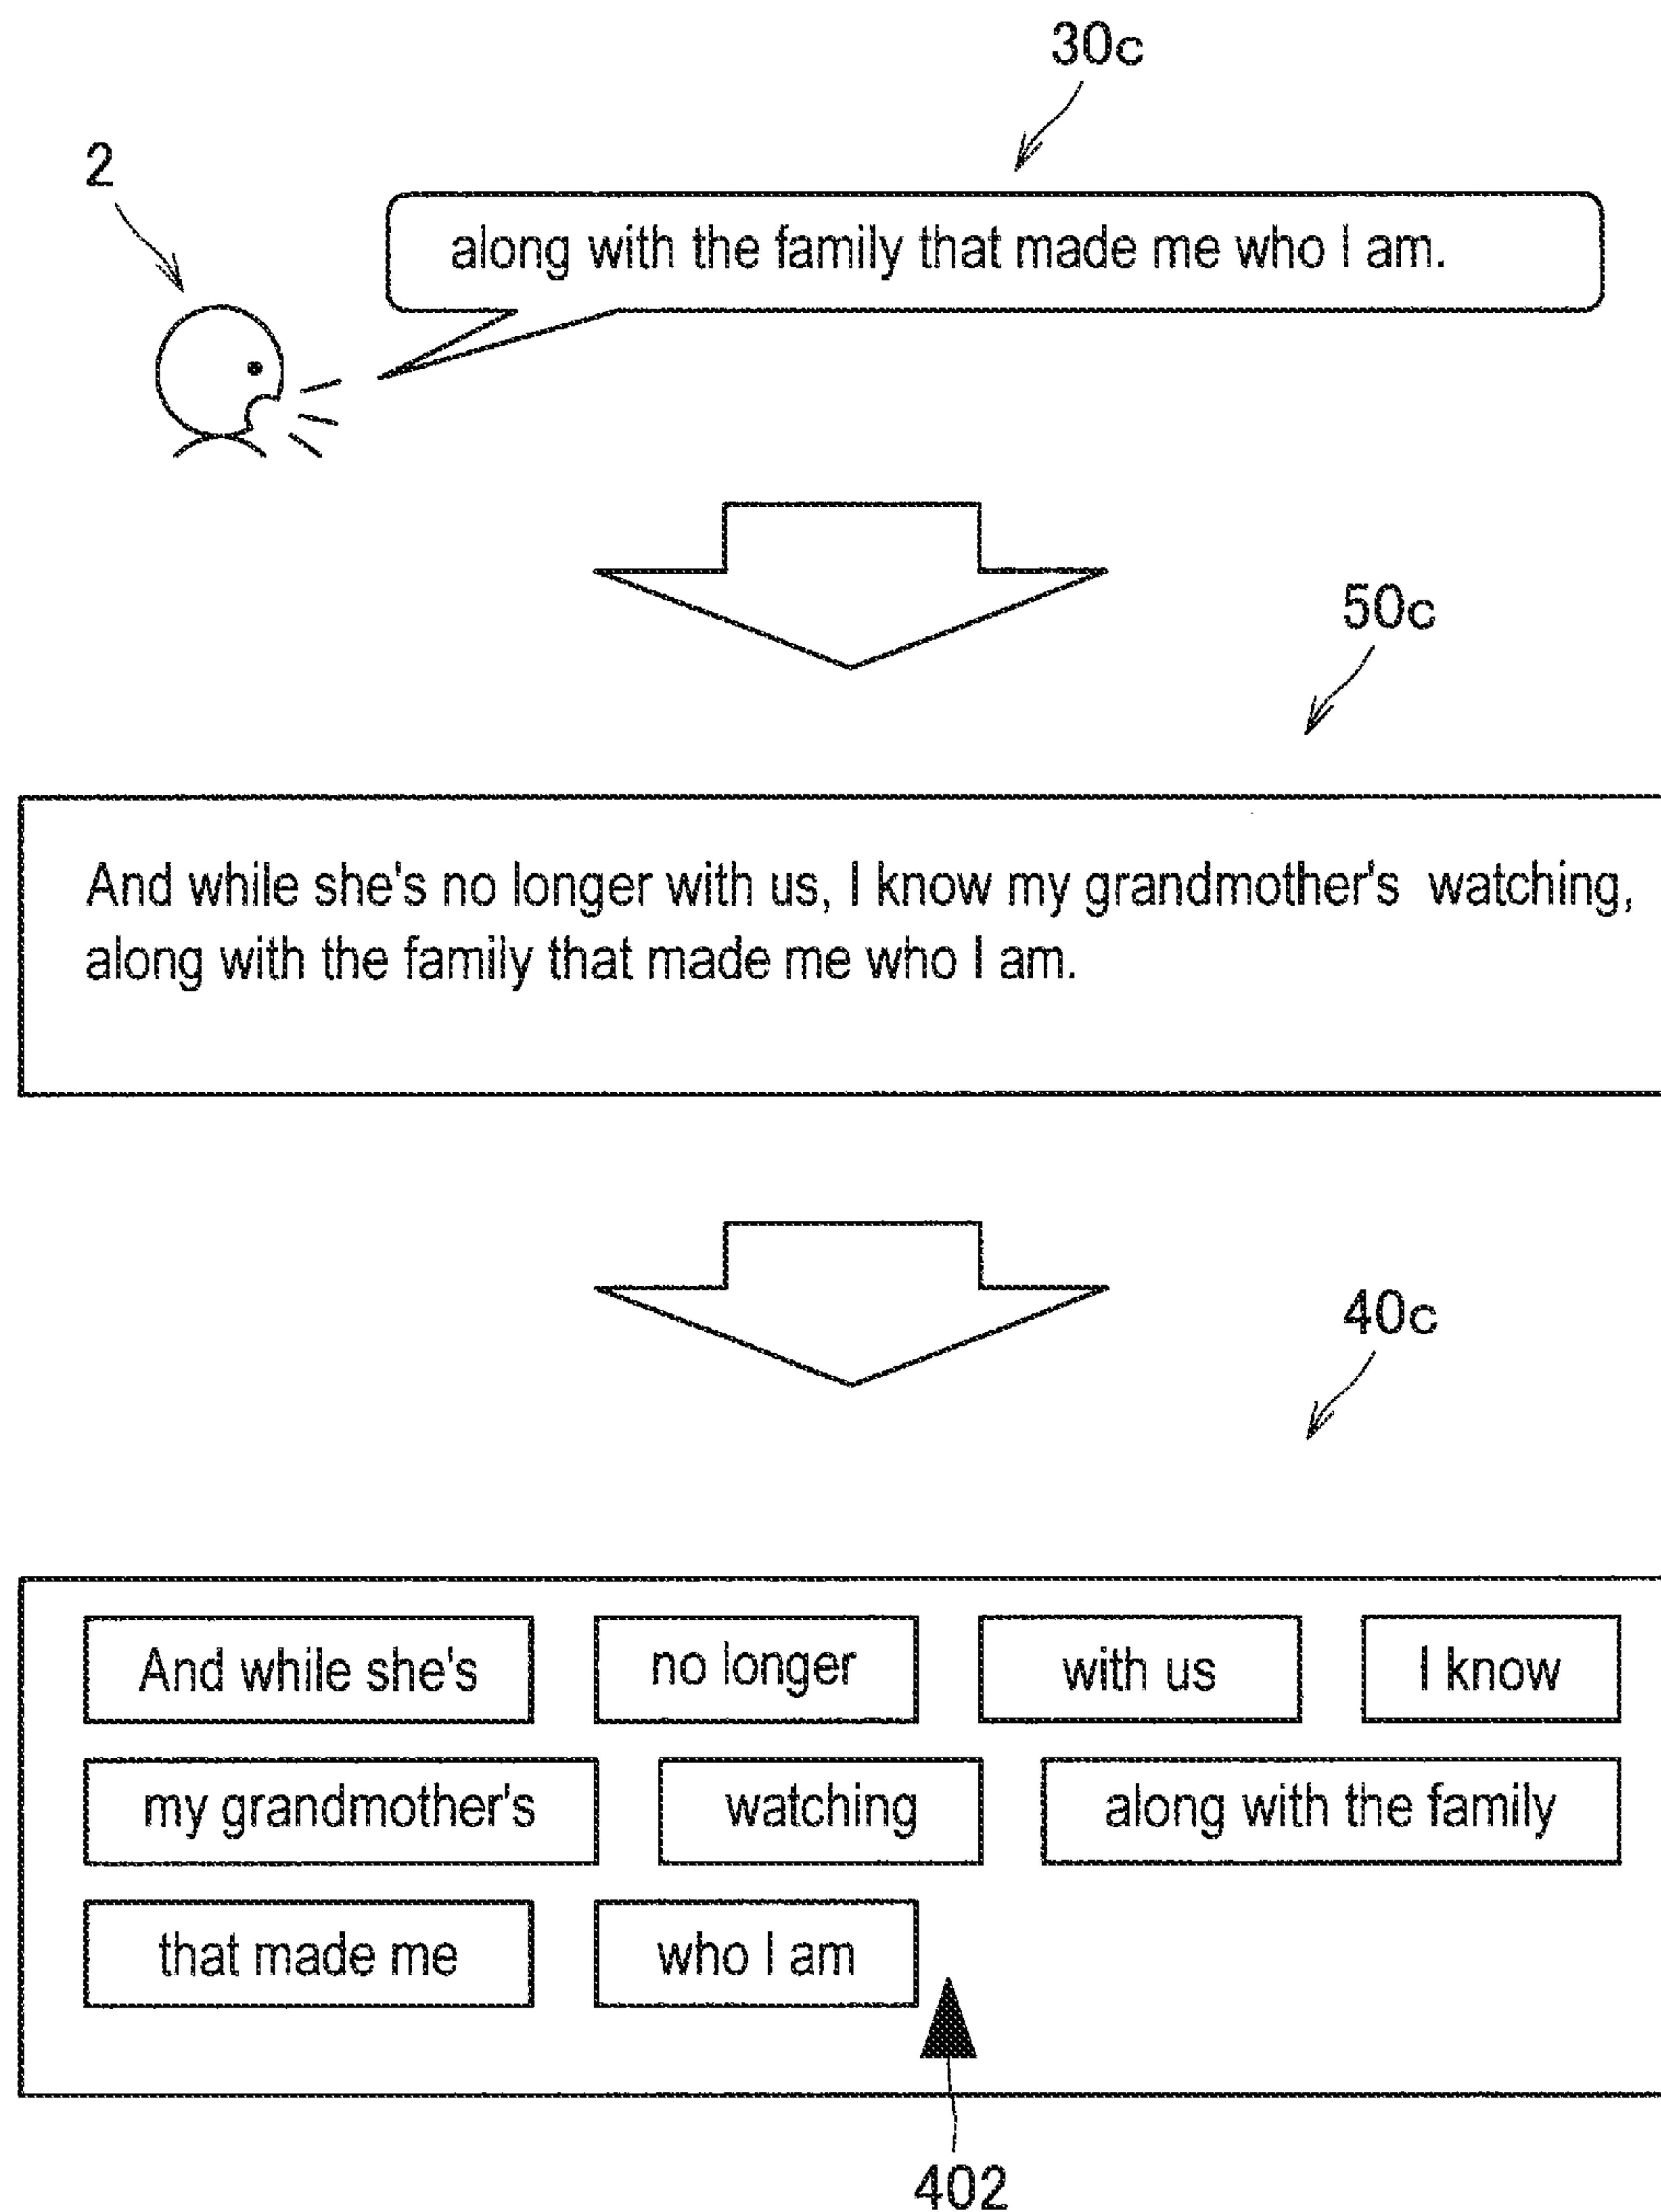 30c
2
along with the family that made me who I am.
50c
And while she's no longer with us, I know my grandmother's watching,
along with the family that made me who I am.
40c
And while she's no longer with us I know
my grandmother's watching along with the family
that made me who I am
402